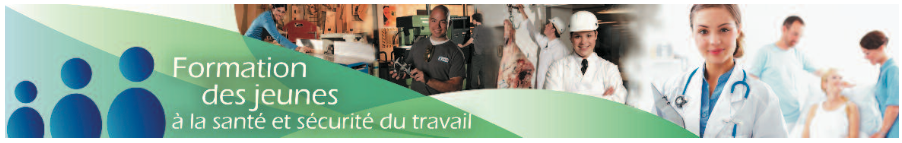 Formation
des jeunes
à la santé et sécurité du travail